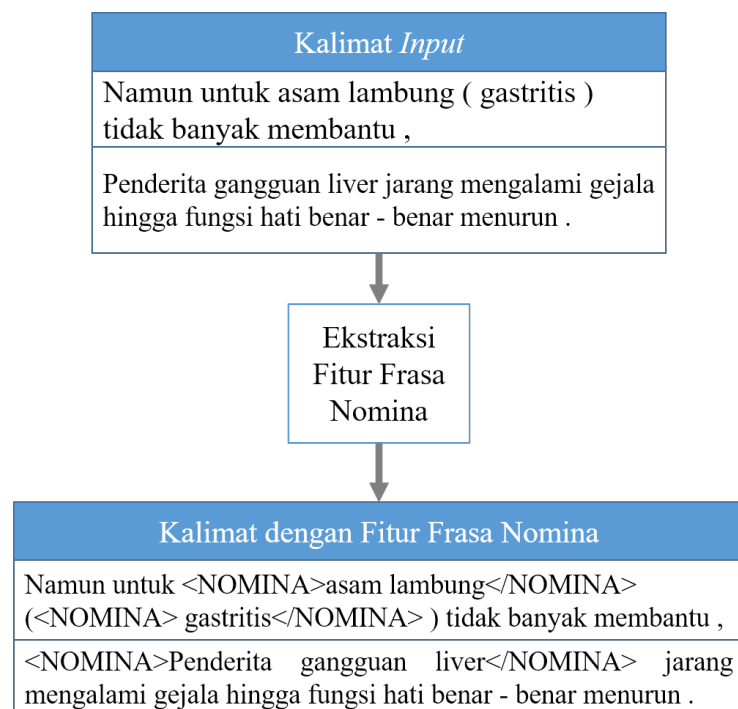 Kalimat Input
Namun untuk asam lambung ( gastritis )
tidak banyak membantu ,
Penderita gangguan liver jarang mengalami gejala
hingga fungsi hati benar - benar menurun .
Ekstraksi
Fitur Frasa
Nomina
Kalimat dengan Fitur Frasa Nomina
Namun untuk <NOMINA>asam lambung</NOMINA>
(<NOMINA> gastritis</NOMINA> ) tidak banyak membantu ,
<NOMINA>Penderita gangguan liver</NOMINA> jarang
mengalami gejala hingga fungsi hati benar - benar menurun .